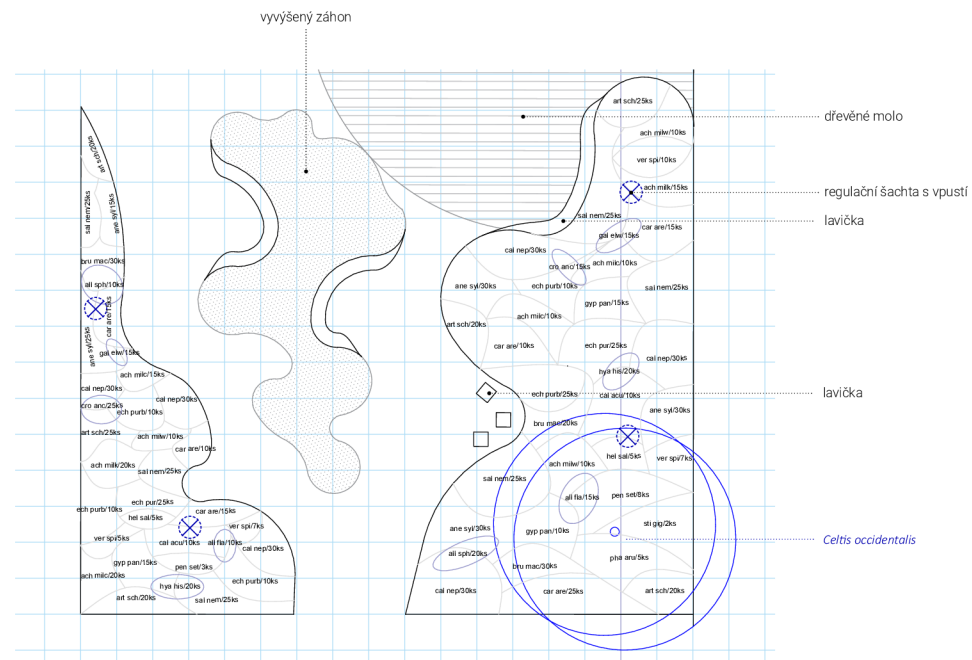 vyvýšený záhon
dřevěné molo
regulační šachta s vpustí
lavička
lavička
Celtis occidentalis
art sch/20ks
sal nem/25ks
ane syl/15ks
bru mac/30ks
all sph/10ks
car are/15ks
ane syl/25ks
gal elw/15ks
ach milc/15ks
cal nep/30ks
cal nep/30ks
cro anc/25ks
ech purb/10ks
art sch/25ks
ach milw/10ks
car are/10ks
ach milk/20ks
sal nem/25ks
ech pur/25ks
ech purb/10ks
hel sal/5ks
car are/15ks
ver spi/7ks
ver spi/5ks
cal acu/10ks
all fla/10ks
cal nep/30ks
gyp pan/15ks
pen set/3ks
ach milc/20ks
hya his/20ks
ech purb/10ks
art sch/20ks
sal nem/25ks
art sch/25ks
ach milw/10ks
ver spi/10ks
ach milk/15ks
sal nem/25ks
car are/15ks
gal elw/15ks
cal nep/30ks
cro anc/15ks
ach milc/10ks
ane syl/30ks
ech purb/10ks
sal nem/25ks
gyp pan/15ks
art sch/20ks
ach milc/10ks
car are/10ks
ech pur/25ks
cal nep/30ks
hya his/20ks
ech purb/25ks
cal acu/10ks
ane syl/30ks
bru mac/20ks
hel sal/5ks
ver spi/7ks
ach milw/10ks
sal nem/25ks
all fla/15ks
pen set/8ks
ane syl/30ks
gyp pan/10ks
sti gig/2ks
all sph/20ks
bru mac/30ks
pha aru/5ks
cal nep/30ks
car are/25ks
art sch/20ks